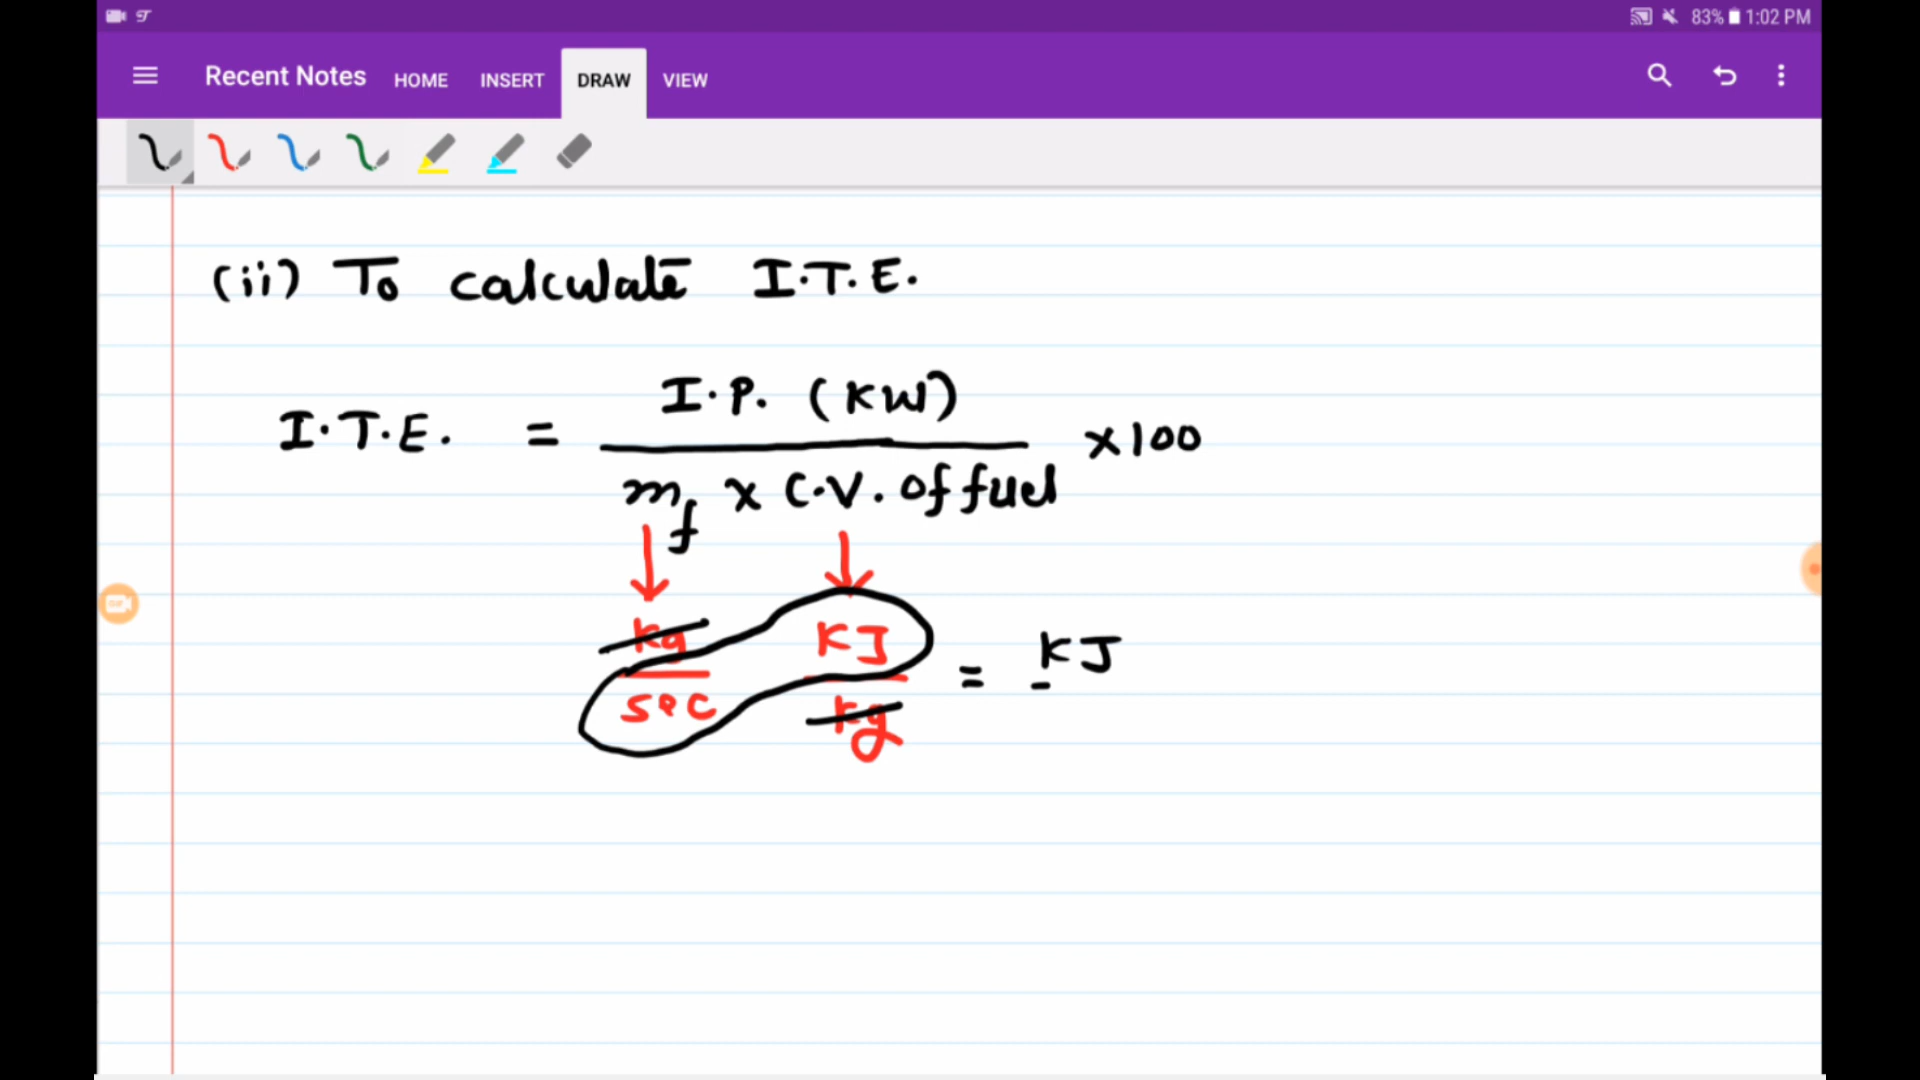 83% 1:02 PM
Recent Notes HOME INSERT DRAW VIEW
(ii) To calculate I.T.E.
I.P. (KW)
I.T.E. = ×100
mf × C.V. of fuel
Kg KJ
= KJ
sec Kg